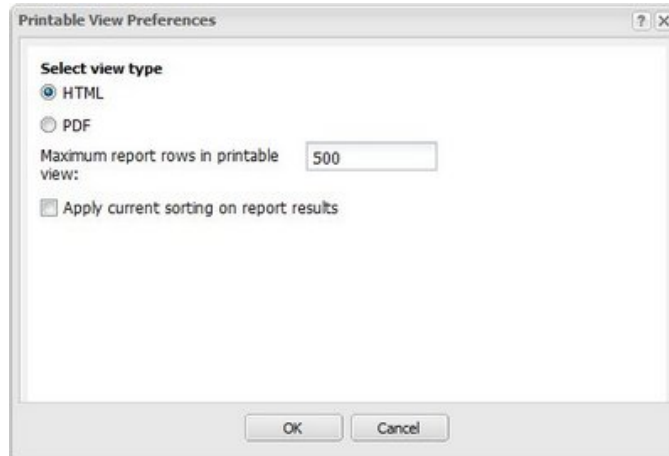 Printable View Preferences
?
X
Select view type
HTML
PDF
Maximum report rows in printable
view:
500
Apply current sorting on report results
OK
Cancel